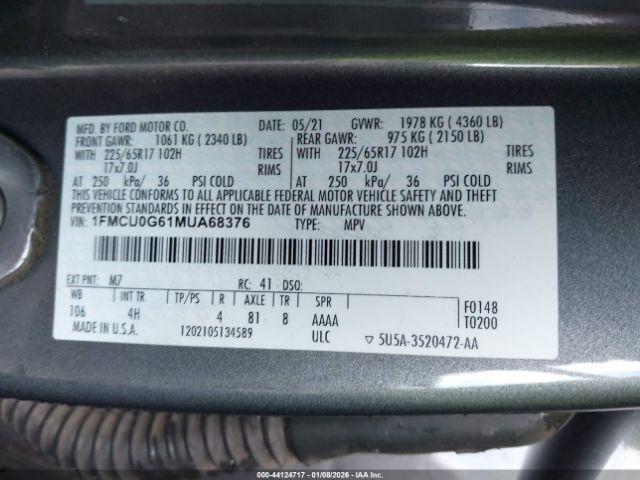 MFD. BY FORD MOTOR CO. DATE: 05/21 GVWR: 1978 KG ( 4360 LB)
FRONT GAWR: 1061 KG ( 2340 LB) REAR GAWR: 975 KG ( 2150 LB)
WITH 225/65R17 102H TIRES WITH 225/65R17 102H TIRES
17x7.0J RIMS 17x7.0J RIMS
AT 250 kPa/ 36 PSI COLD AT 250 kPa/ 36 PSI COLD
THIS VEHICLE CONFORMS TO ALL APPLICABLE FEDERAL MOTOR VEHICLE SAFETY AND THEFT
PREVENTION STANDARDS IN EFFECT ON THE DATE OF MANUFACTURE SHOWN ABOVE.
VIN: 1FMCU0G61MUA68376 TYPE: MPV
EXT PNT: M7 RC: 41 DSO:
WB INT TR TP/PS R AXLE TR SPR
106 4H 4 81 8 AAAA
F0148
T0200
MADE IN U.S.A. 1202105134589 ULC ▽ 5U5A-3520472-AA
000-44124717 - 01/08/2026 - IAAI.COM